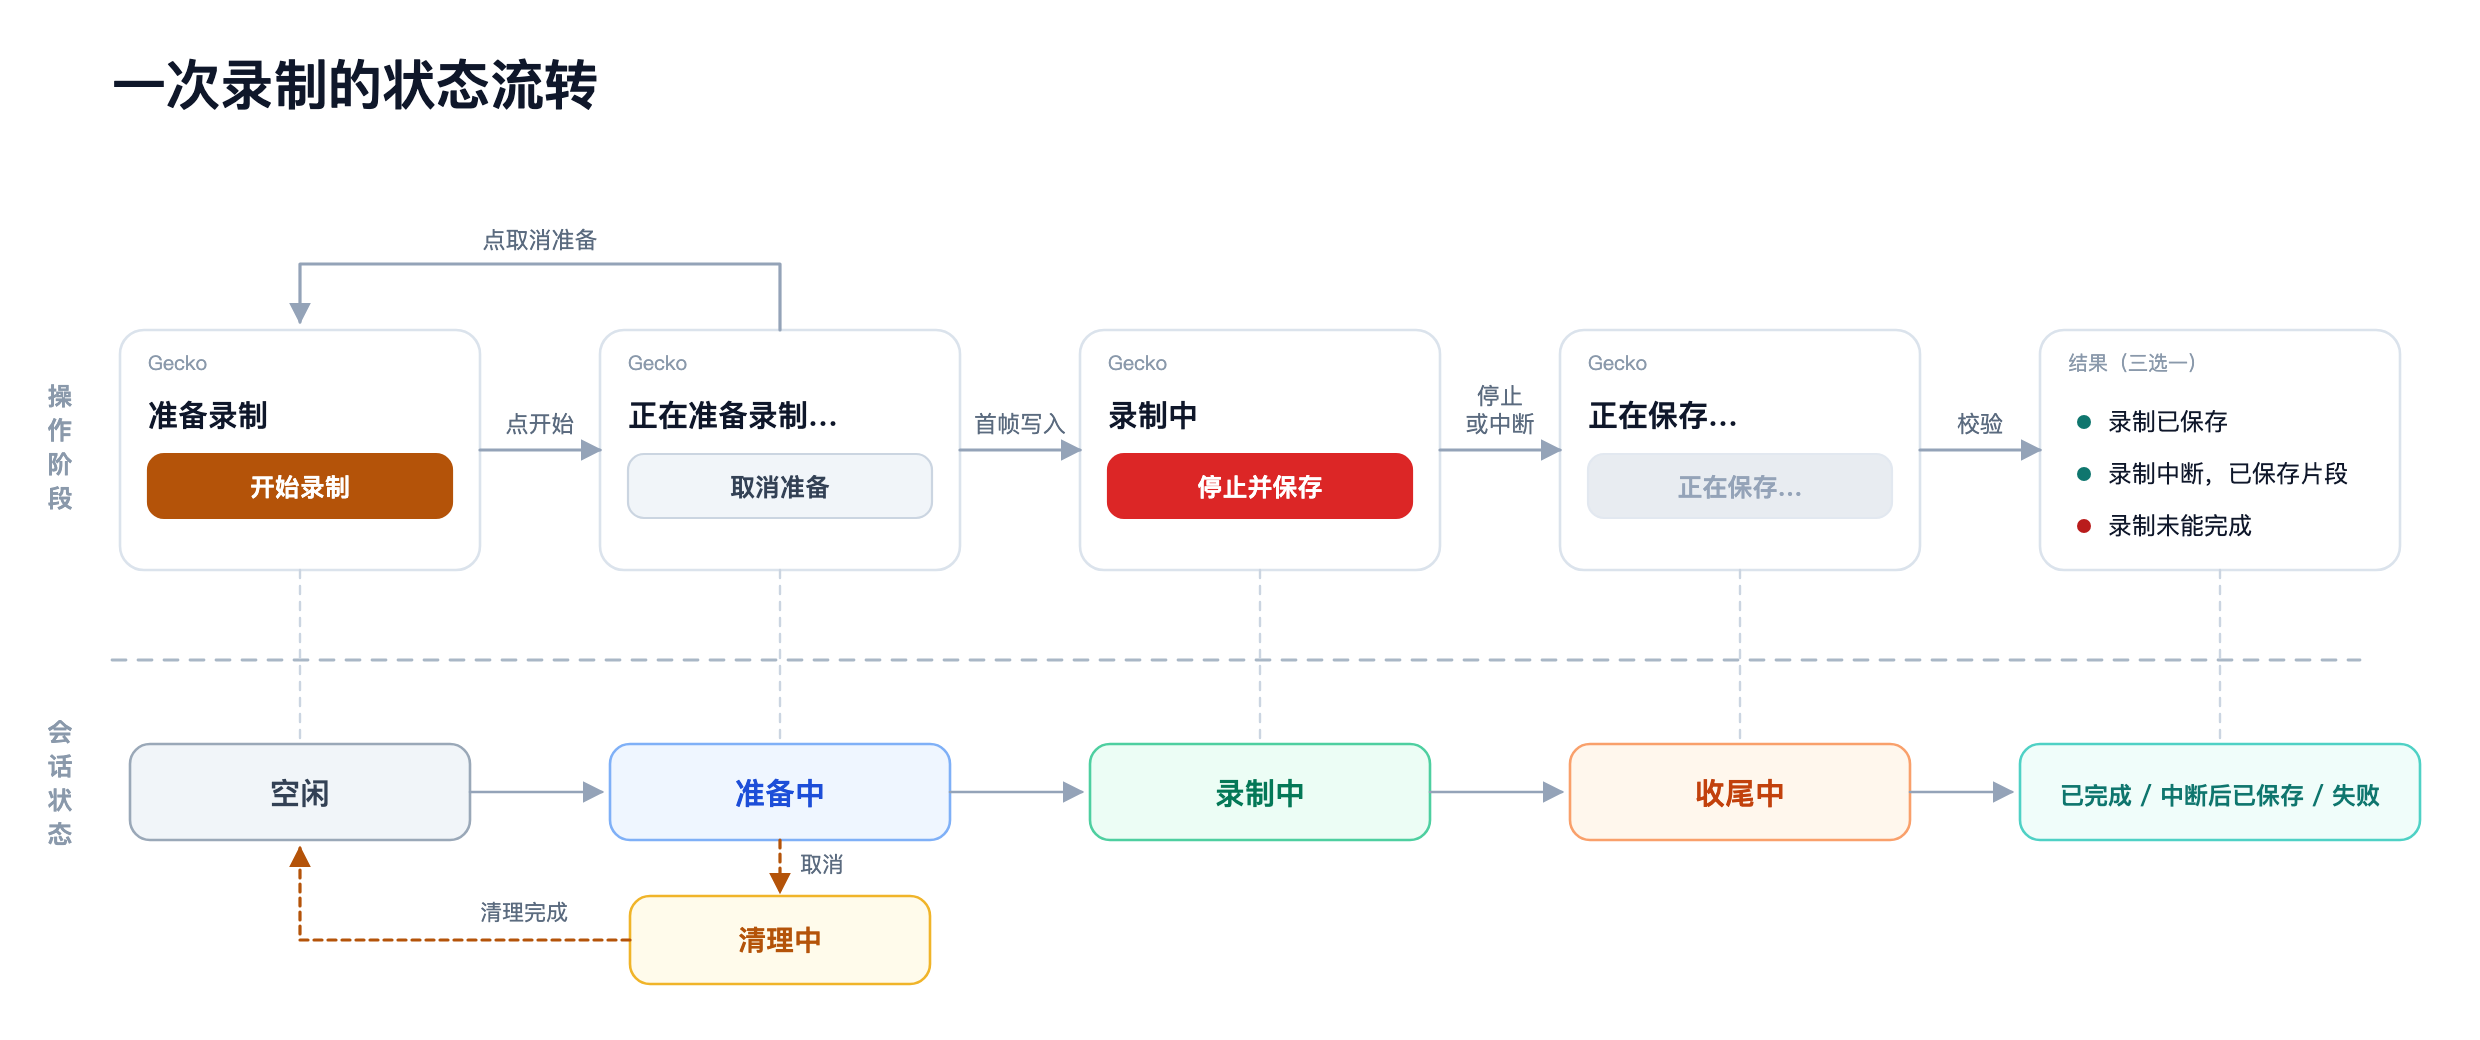 一次录制的状态流转
点取消准备
操作阶段
Gecko
准备录制
开始录制
点开始
Gecko
正在准备录制...
取消准备
首帧写入
Gecko
录制中
停止并保存
停止
或中断
Gecko
正在保存...
正在保存...
校验
结果（三选一）
录制已保存
录制中断，已保存片段
录制未能完成
会话状态
空闲
准备中
录制中
收尾中
已完成 / 中断后已保存 / 失败
取消
清理完成
清理中